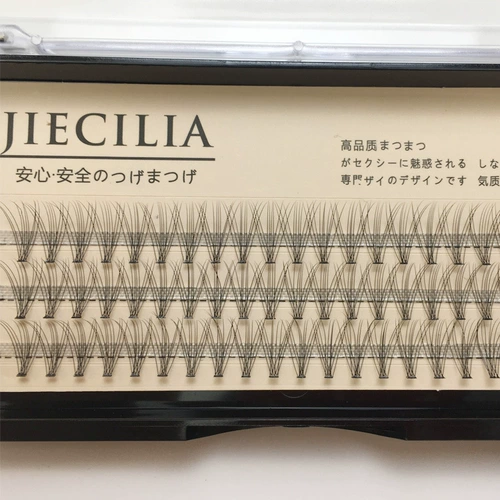 JIECILIA
安心·安全のつげまつげ
高品质まつまつ
がセクシーに魅惑される しな
専門ザイのデザインです 気质